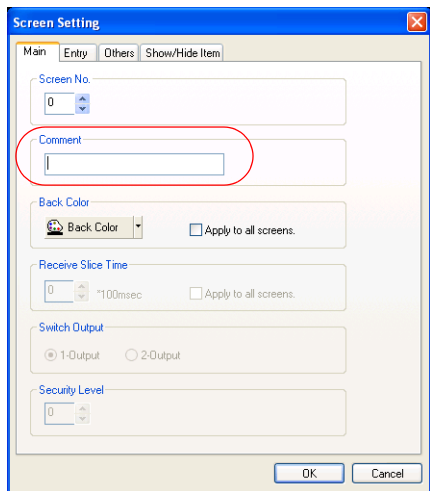 Screen Setting
Main Entry Others Show/Hide Item
Screen No.
0
Comment
Back Color
Back Color Apply to all screens.
Receive Slice Time
0 *100msec Apply to all screens.
Switch Output
1-Output 2-Output
Security Level
0
OK Cancel